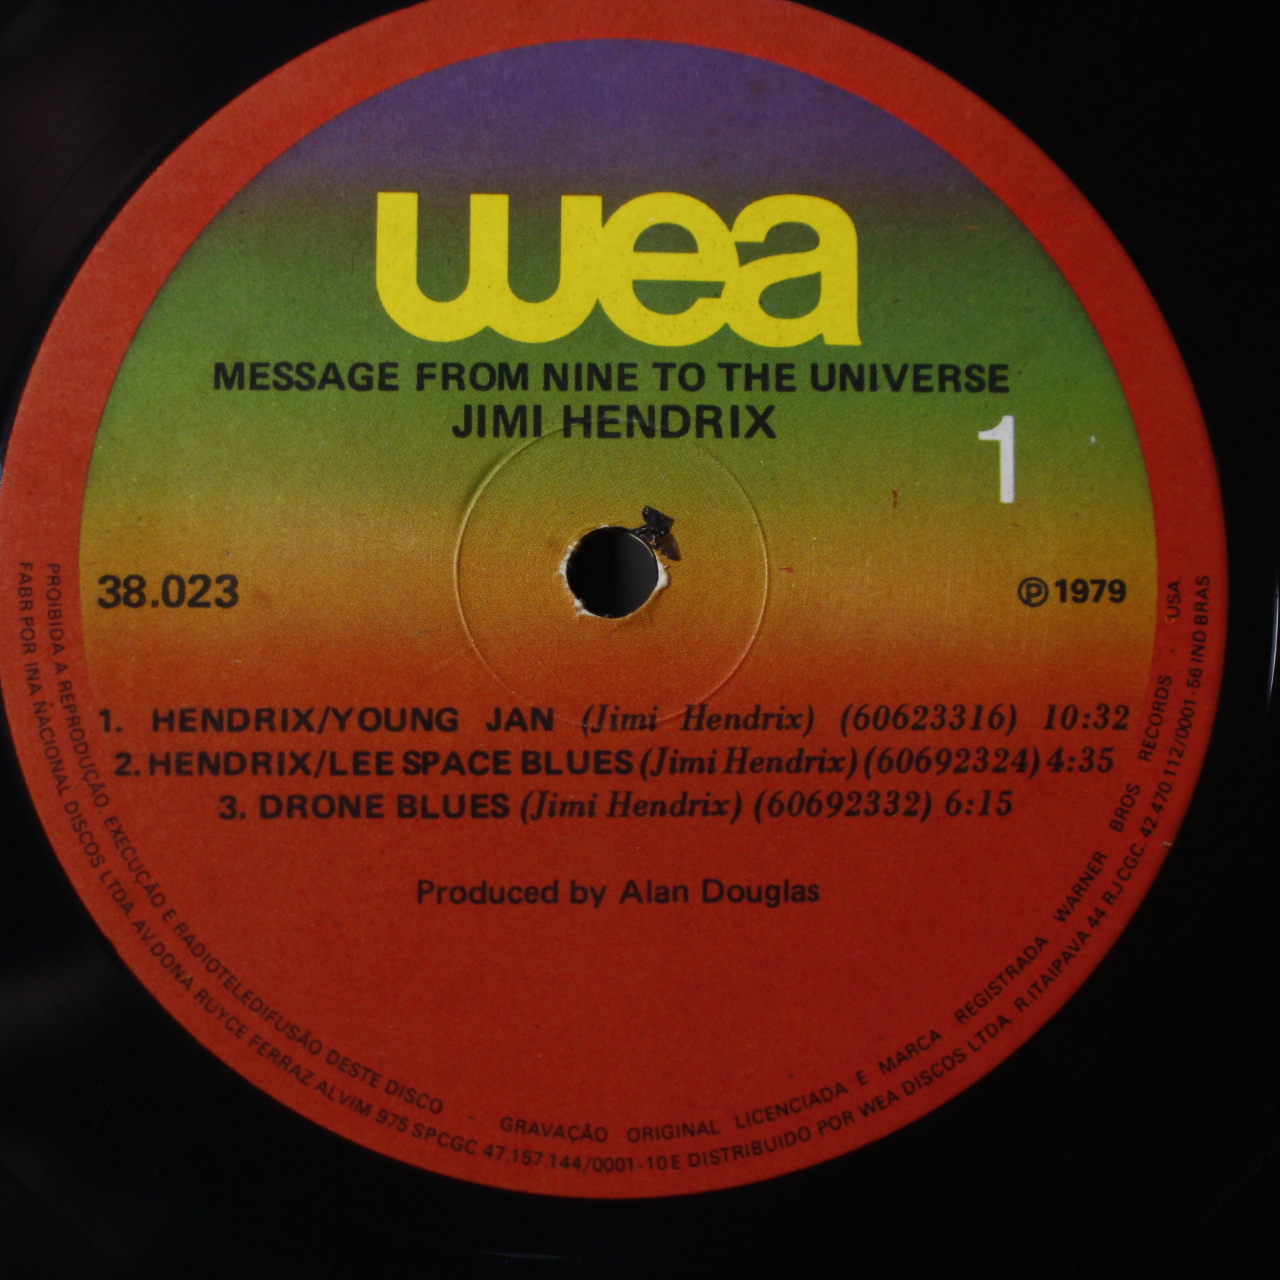 wea
MESSAGE FROM NINE TO THE UNIVERSE
JIMI HENDRIX
1
38.023
℗ 1979
1. HENDRIX/YOUNG JAN (Jimi Hendrix) (60623316) 10:32
2. HENDRIX/LEE SPACE BLUES (Jimi Hendrix) (60692324) 4:35
3. DRONE BLUES (Jimi Hendrix) (60692332) 6:15
Produced by Alan Douglas
PROIBIDA A REPRODUÇÃO, EXECUÇÃO E RADIOTELEDIFUSÃO DESTE DISCO GRAVAÇÃO ORIGINAL LICENCIADA E MARCA REGISTRADA WARNER BROS RECORDS - USA
FABR POR INA NACIONAL DISCOS LTDA. AV DONA RUYCE FERRAZ ALVIM 975 SP CGC 47.157.144/0001-10 E DISTRIBUIDO POR WEA DISCOS LTDA. R. ITAIPAVA 44 RJ CGC. 42.470.112/0001-56 IND BRAS